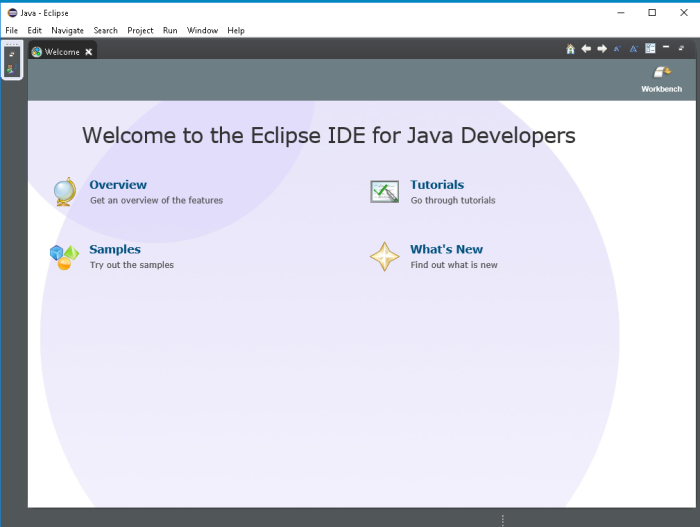 Java - Eclipse
File Edit Navigate Search Project Run Window Help
Welcome
Workbench
Welcome to the Eclipse IDE for Java Developers
Overview
Get an overview of the features
Tutorials
Go through tutorials
Samples
Try out the samples
What's New
Find out what is new